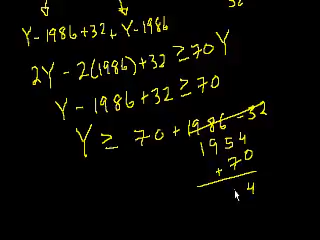 Y - 1986 + 32 + Y - 1986
2Y - 2(1986) + 32 ≥ 70 Y
Y - 1986 + 32 ≥ 70
Y ≥ 70 + 1986 - 32
1954
+ 70
4